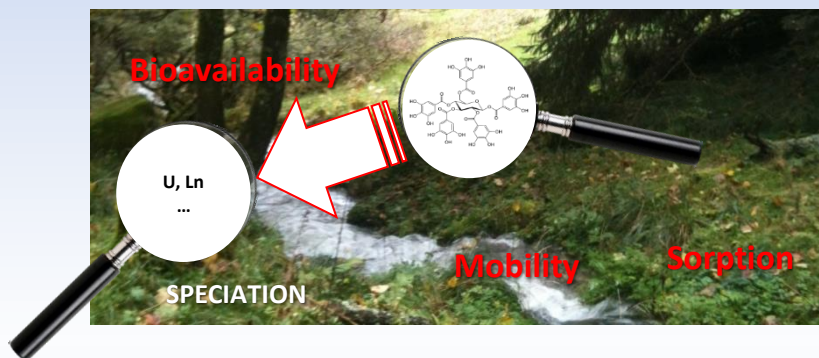 Bioavailability
U, Ln
...
SPECIATION
Mobility
Sorption